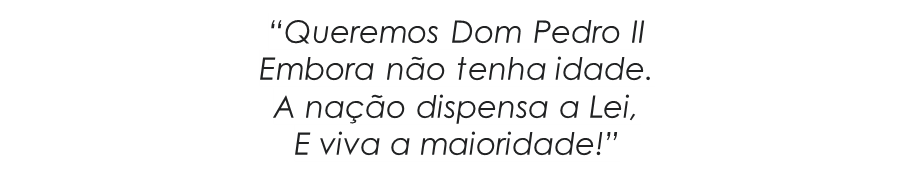 “Queremos Dom Pedro II
Embora não tenha idade.
A nação dispensa a Lei,
E viva a maioridade!”